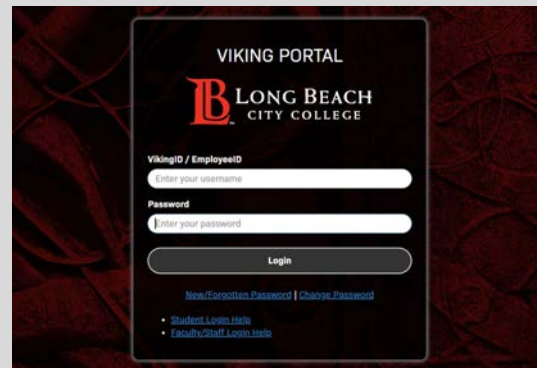 VIKING PORTAL
LB
LONG BEACH
CITY COLLEGE
VikingID / EmployeeID
Enter your username
Password
Enter your password
Login
New/Forgotten Password | Change Password
• Student Login Help
• Faculty/Staff Login Help